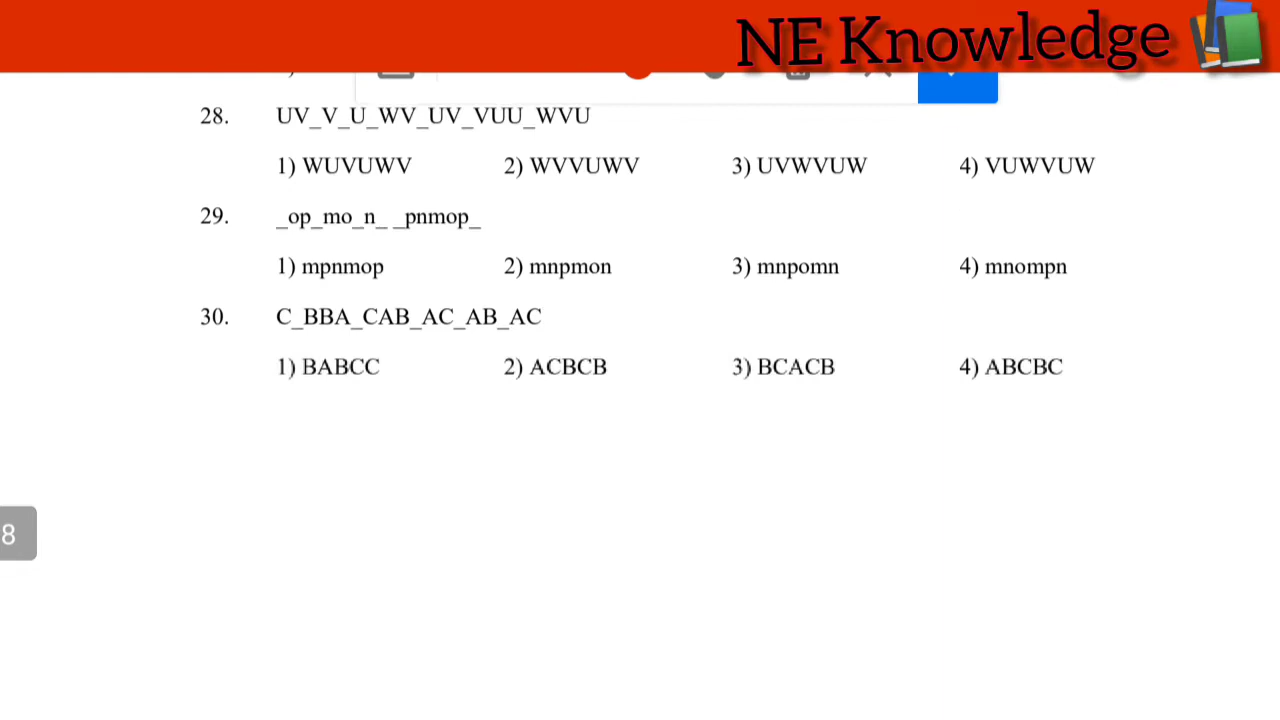 NE Knowledge
28. UV_V_U_WV_UV_VUU_WVU
1) WUVUWV 2) WVVUWV 3) UVWVUW 4) VUWVUW
29. _op_mo_n_ _pnmop_
1) mpnmop 2) mnpmon 3) mnpomn 4) mnompn
30. C_BBA_CAB_AC_AB_AC
1) BABCC 2) ACBCB 3) BCACB 4) ABCBC
8